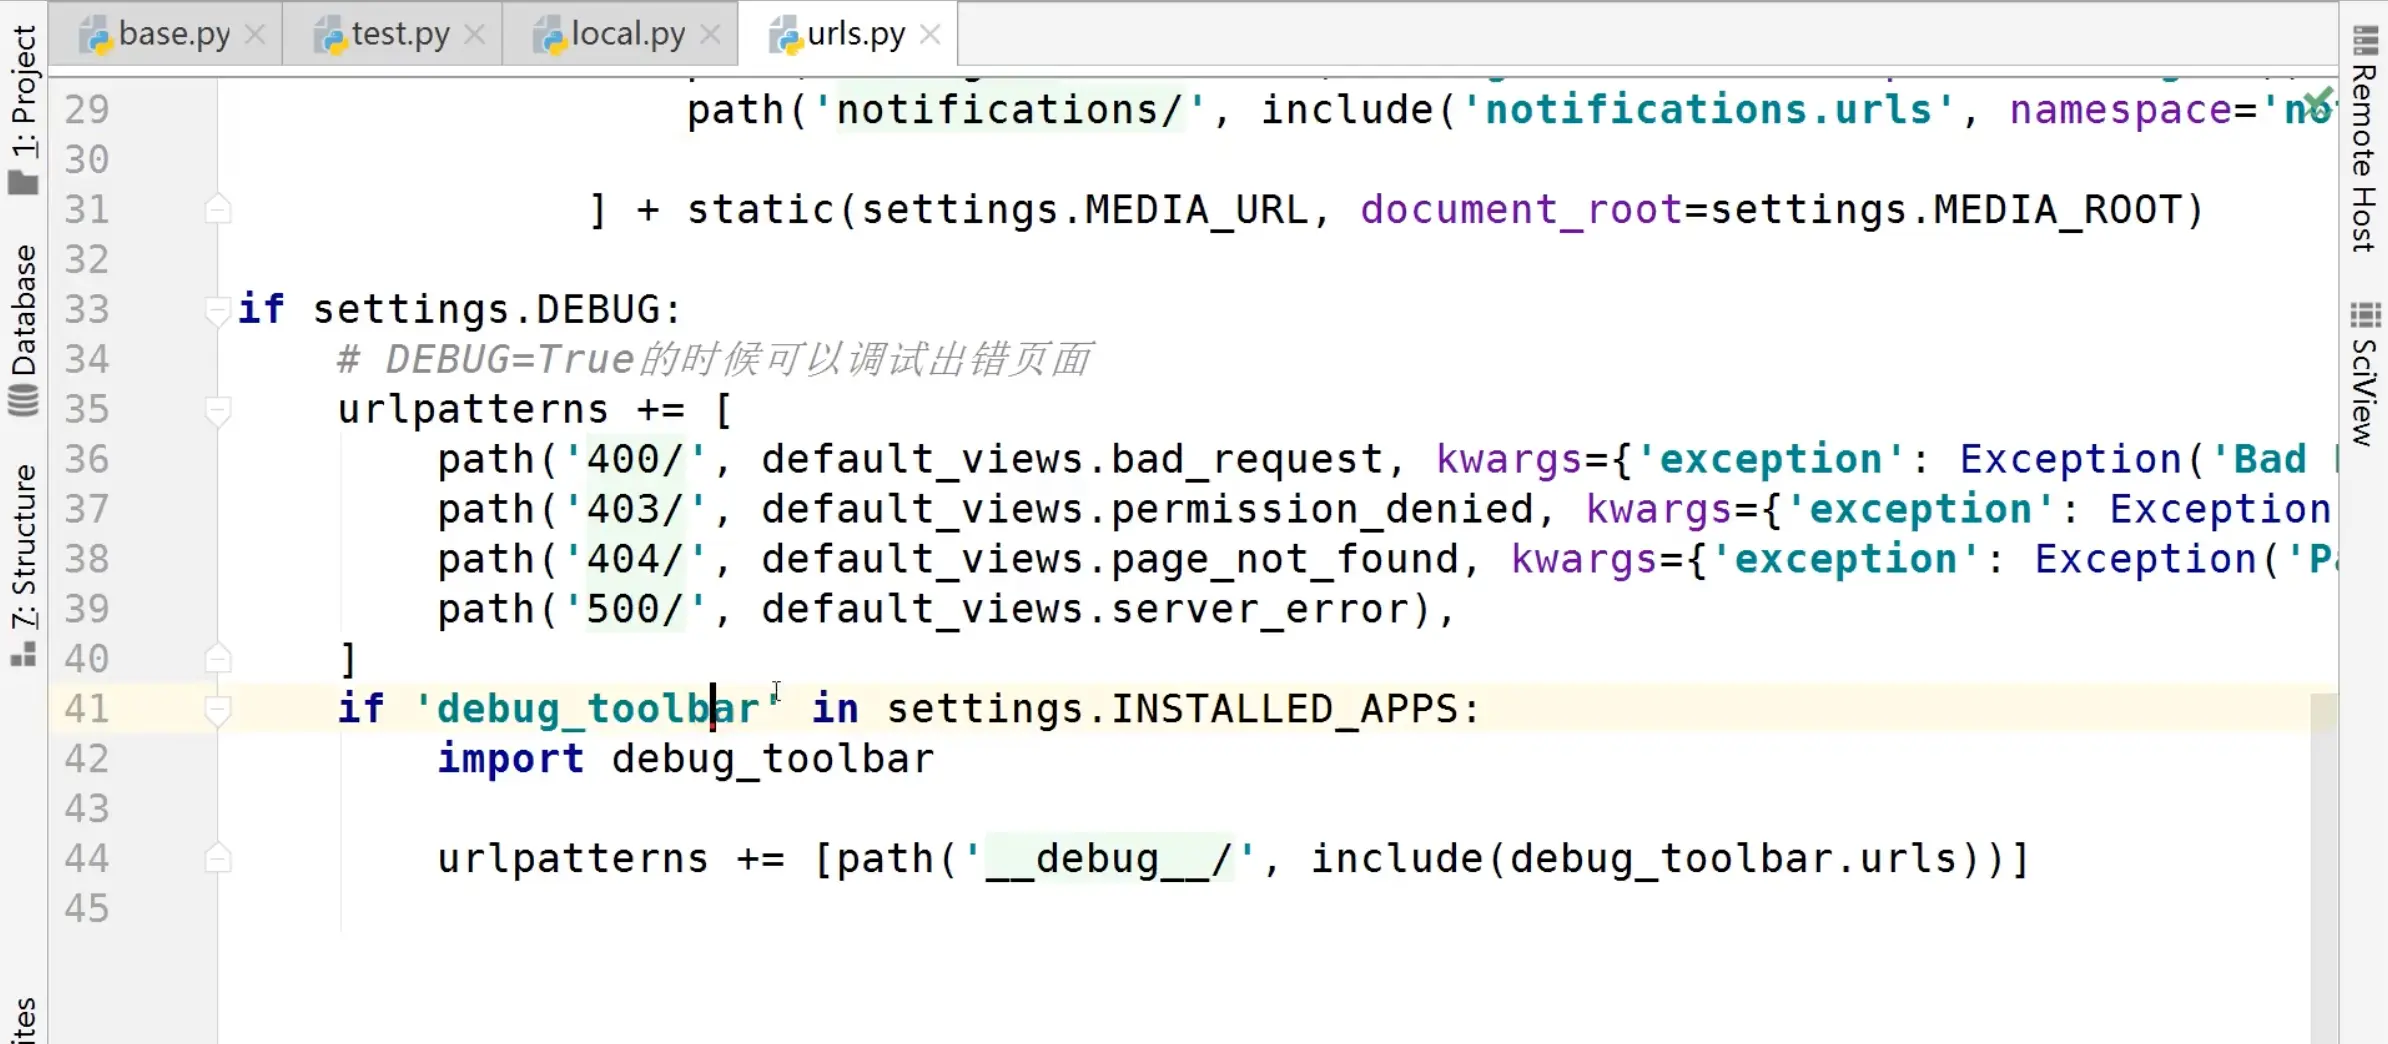 base.py test.py local.py urls.py
1: Project
Database
7: Structure
ites
Remote Host
SciView
29 path('notifications/', include('notifications.urls', namespace='no
30
31 ] + static(settings.MEDIA_URL, document_root=settings.MEDIA_ROOT)
32
33 if settings.DEBUG:
34 # DEBUG=True的时候可以调试出错页面
35 urlpatterns += [
36 path('400/', default_views.bad_request, kwargs={'exception': Exception('Bad
37 path('403/', default_views.permission_denied, kwargs={'exception': Exception
38 path('404/', default_views.page_not_found, kwargs={'exception': Exception('Pa
39 path('500/', default_views.server_error),
40 ]
41 if 'debug_toolbar' in settings.INSTALLED_APPS:
42 import debug_toolbar
43
44 urlpatterns += [path('__debug__/', include(debug_toolbar.urls))]
45